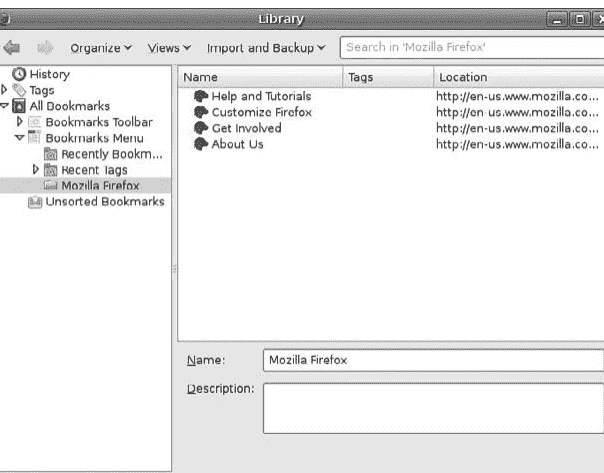 Library
Organize Views Import and Backup Search in 'Mozilla Firefox'
History
Tags
All Bookmarks
Bookmarks Toolbar
Bookmarks Menu
Recently Bookm...
Recent Tags
Mozilla Firefox
Unsorted Bookmarks
Name Tags Location
Help and Tutorials http://en-us.www.mozilla.co...
Customize Firefox http://en-us.www.mozilla.co...
Get Involved http://en-us.www.mozilla.co...
About Us http://en-us.www.mozilla.co...
Name: Mozilla Firefox
Description: